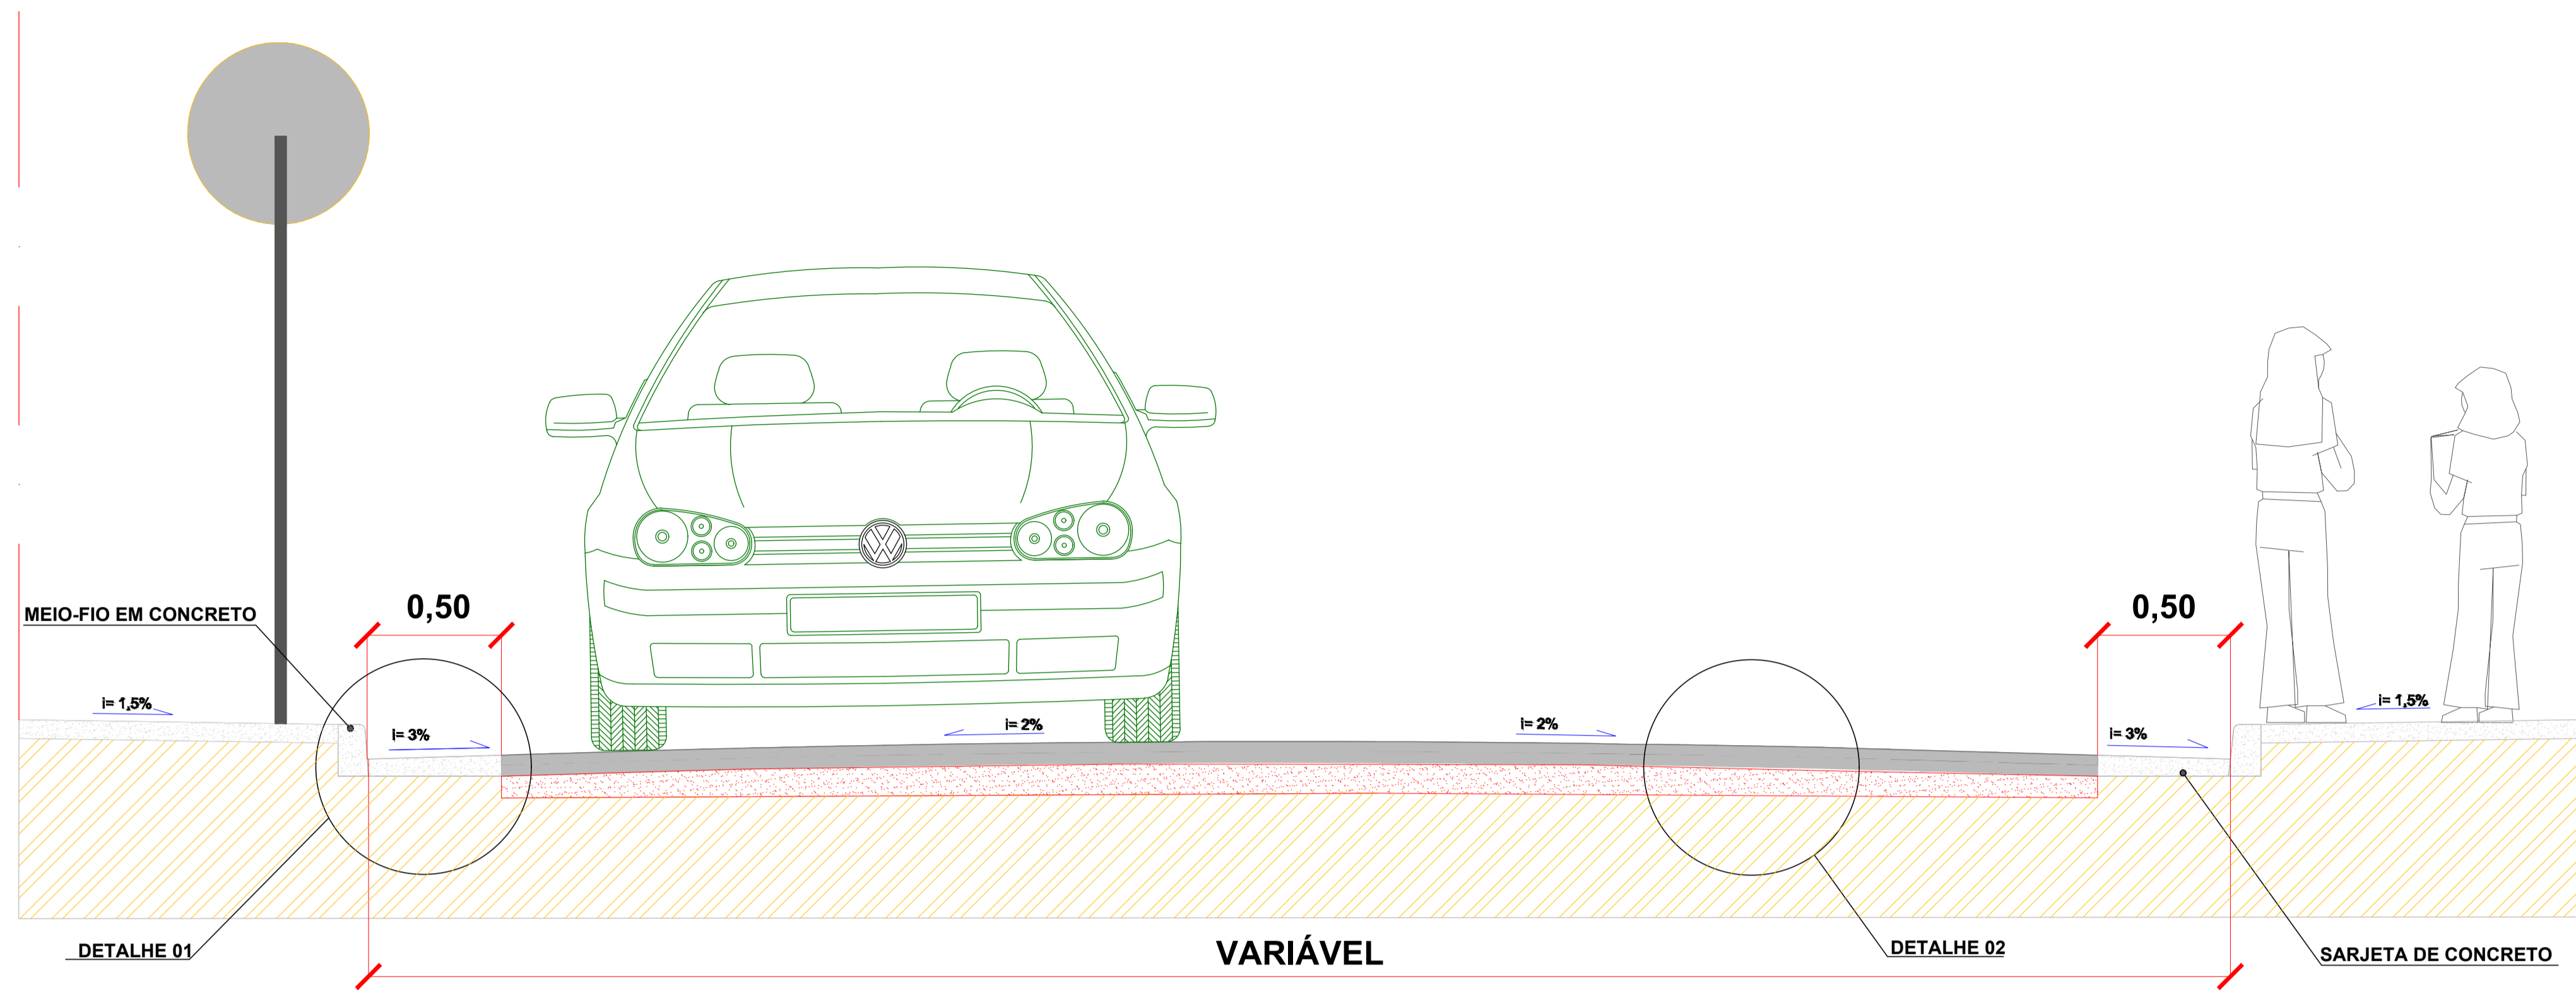 MEIO-FIO EM CONCRETO
0,50
0,50
i= 1,5%
i= 3%
i= 2%
i= 2%
i= 3%
i= 1,5%
DETALHE 01
VARIÁVEL
DETALHE 02
SARJETA DE CONCRETO